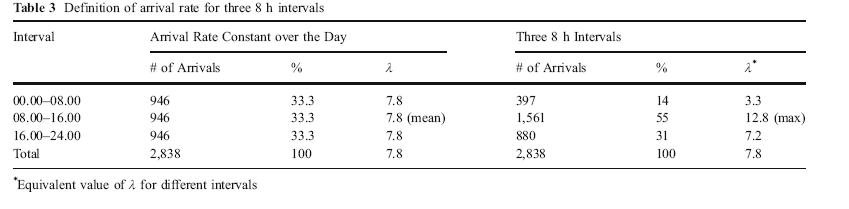 Table 3 Definition of arrival rate for three 8 h intervals
Interval Arrival Rate Constant over the Day Three 8 h Intervals
# of Arrivals % λ # of Arrivals % λ*
00.00–08.00 946 33.3 7.8 397 14 3.3
08.00–16.00 946 33.3 7.8 (mean) 1,561 55 12.8 (max)
16.00–24.00 946 33.3 7.8 880 31 7.2
Total 2,838 100 7.8 2,838 100 7.8
*Equivalent value of λ for different intervals